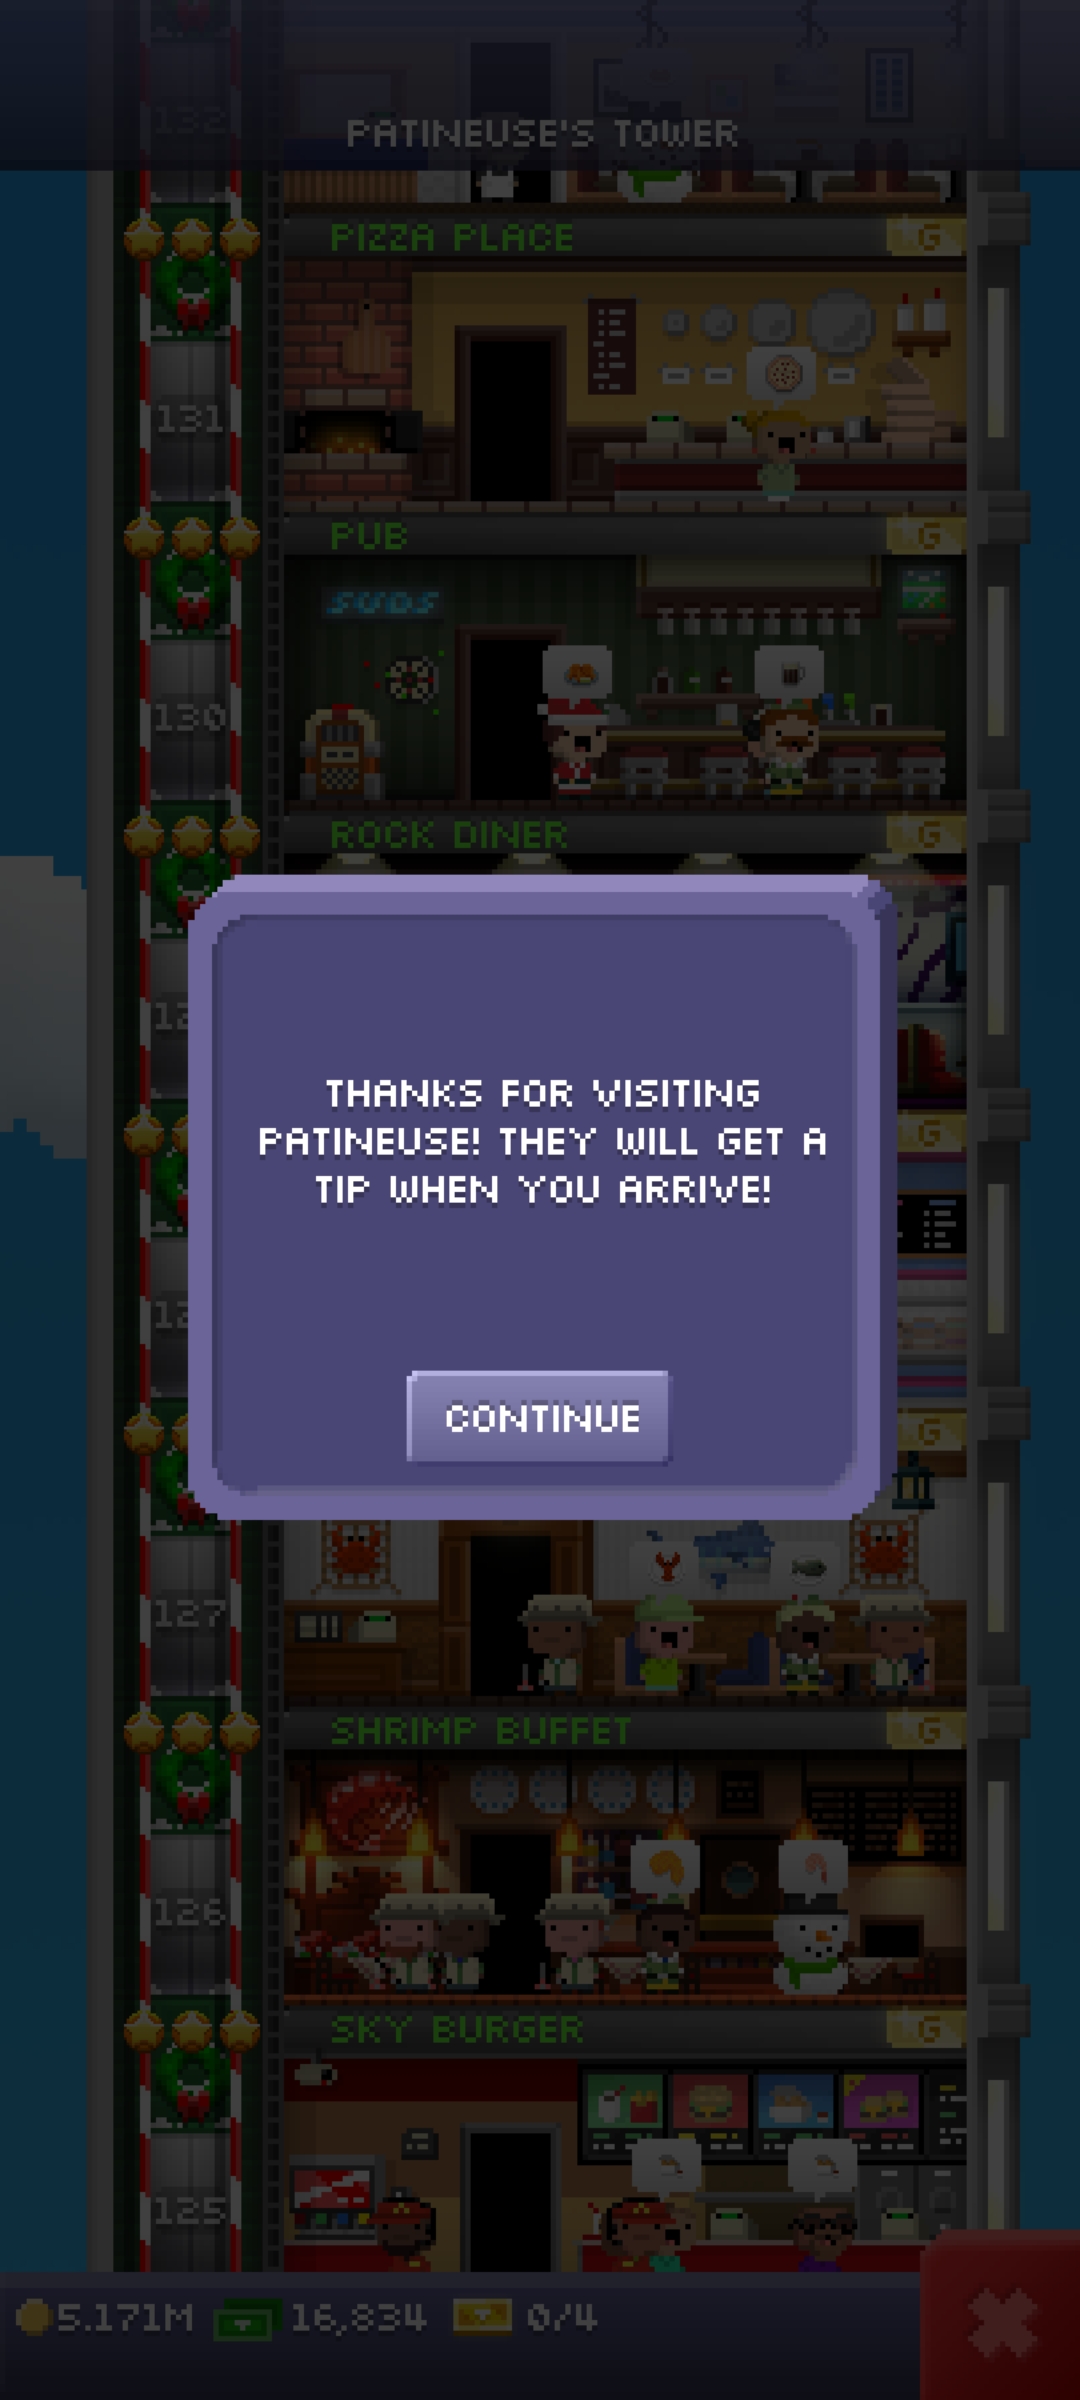 132
PATINEUSE'S TOWER
PIZZA PLACE
G
131
PUB
G
SUDS
130
ROCK DINER
G
G
THANKS FOR VISITING
PATINEUSE! THEY WILL GET A
TIP WHEN YOU ARRIVE!
CONTINUE
G
127
SHRIMP BUFFET
G
126
SKY BURGER
G
125
5.171M
16,834
0/4